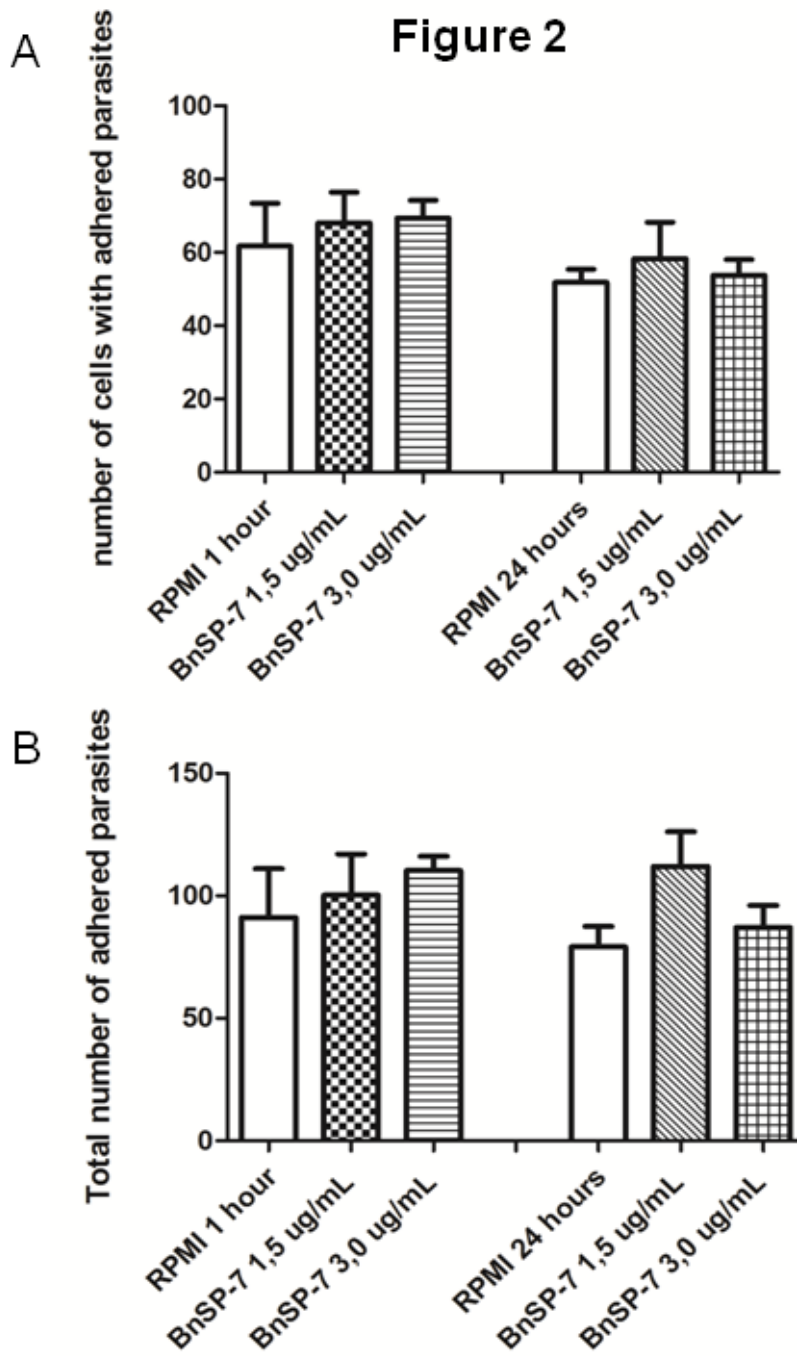 Figure 2
A
number of cells with adhered parasites
100
80
60
40
20
0
RPMI 1 hour
BnSP-7 1,5 ug/mL
BnSP-7 3,0 ug/mL
RPMI 24 hours
BnSP-7 1,5 ug/mL
BnSP-7 3,0 ug/mL
B
Total number of adhered parasites
150
100
50
0
RPMI 1 hour
BnSP-7 1,5 ug/mL
BnSP-7 3,0 ug/mL
RPMI 24 hours
BnSP-7 1,5 ug/mL
BnSP-7 3,0 ug/mL